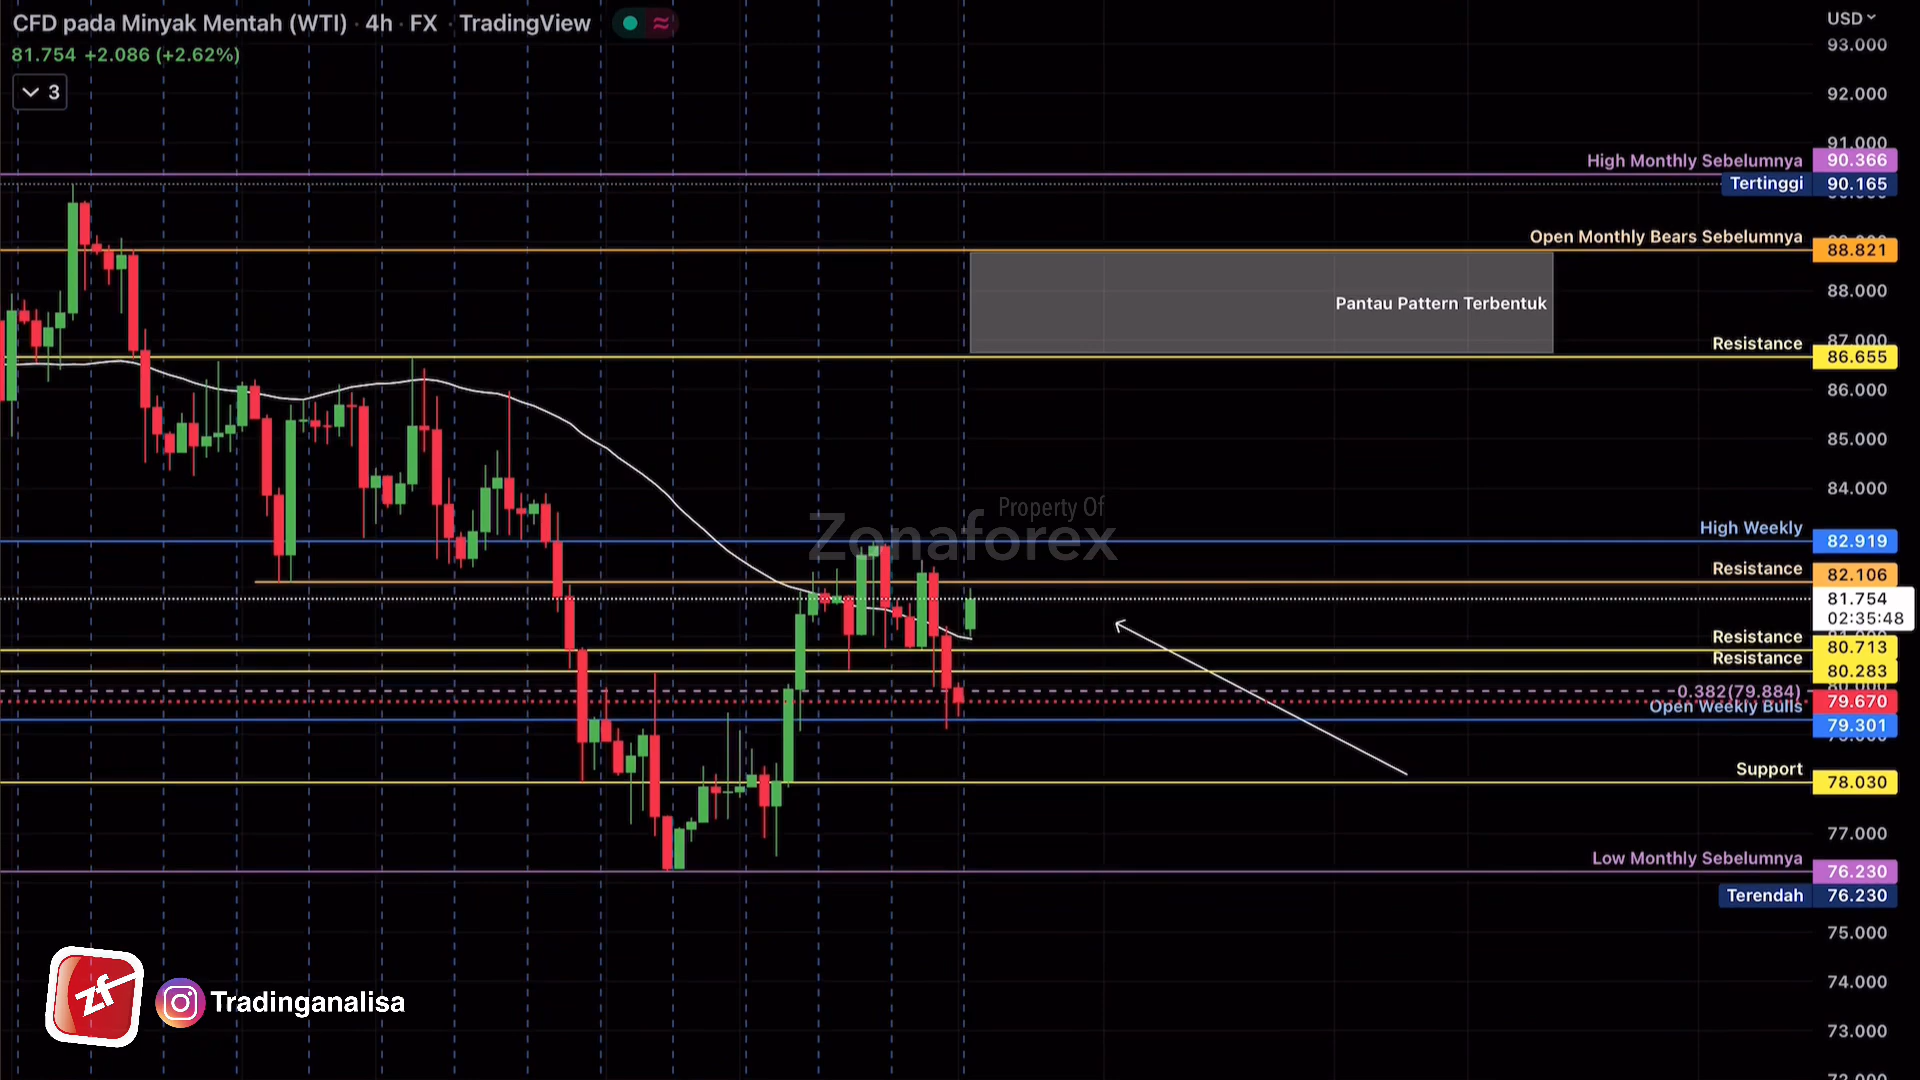 CFD pada Minyak Mentah (WTI) · 4h · FX · TradingView
USD
81.754 +2.086 (+2.62%)
3
93.000
92.000
91.000
High Monthly Sebelumnya 90.366
Tertinggi 90.165
Open Monthly Bears Sebelumnya 88.821
88.000
Pantau Pattern Terbentuk
87.000
Resistance 86.655
86.000
85.000
84.000
Property Of
Zonaforex
High Weekly 82.919
Resistance 82.106
81.754
02:35:48
Resistance 80.713
Resistance 80.283
0.382(79.884)
79.670
Open Weekly Bulls 79.301
Support 78.030
77.000
Low Monthly Sebelumnya 76.230
Terendah 76.230
75.000
74.000
73.000
zf
Tradinganalisa